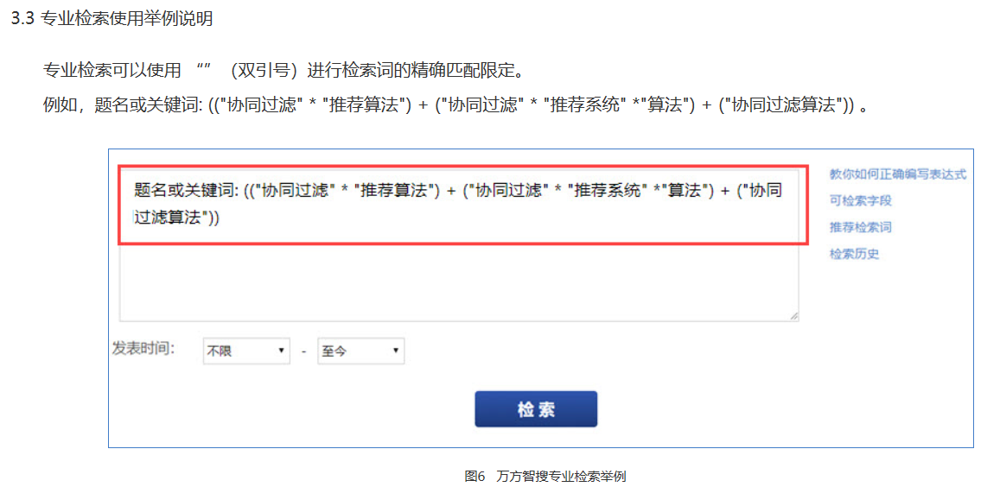 3.3 专业检索使用举例说明
专业检索可以使用 “” （双引号）进行检索词的精确匹配限定。
例如，题名或关键词: (("协同过滤" * "推荐算法") + ("协同过滤" * "推荐系统" *"算法") + ("协同过滤算法")) 。
题名或关键词: (("协同过滤" * "推荐算法") + ("协同过滤" * "推荐系统" *"算法") + ("协同
过滤算法"))
教你如何正确编写表达式
可检索字段
推荐检索词
检索历史
发表时间: 不限 - 至今
检 索
图6 万方智搜专业检索举例